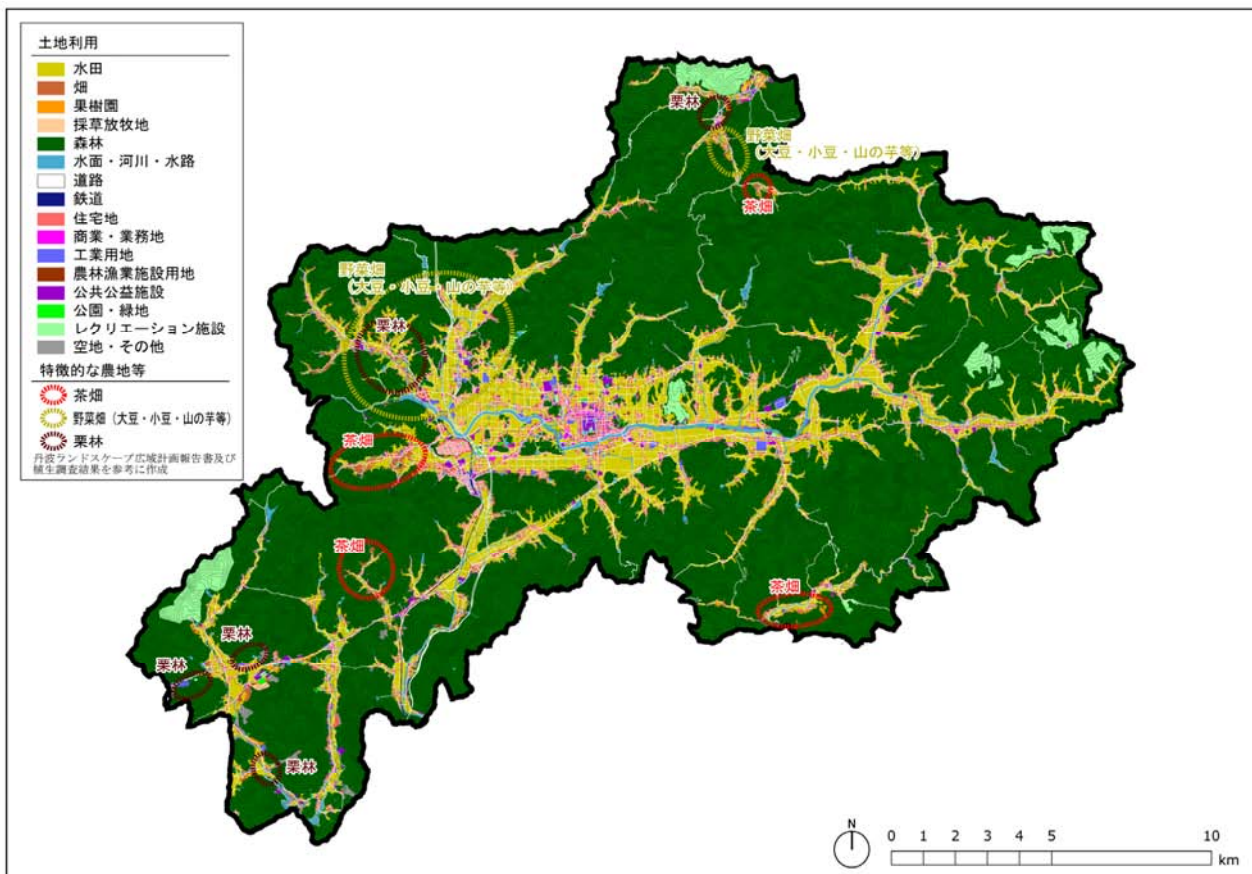 土地利用
水田
畑
果樹園
採草放牧地
森林
水面・河川・水路
道路
鉄道
住宅地
商業・業務地
工業用地
農林漁業施設用地
公共公益施設
公園・緑地
レクリエーション施設
空地・その他
特徴的な農地等
茶畑
野菜畑（大豆・小豆・山の芋等）
栗林
丹波ランドスケープ広域計画報告書及び
植生調査結果を参考に作成
栗林
野菜畑
（大豆・小豆・山の芋等）
茶畑
野菜畑
（大豆・小豆・山の芋等）
栗林
茶畑
茶畑
茶畑
栗林
栗林
栗林
N
0 1 2 3 4 5 10
km